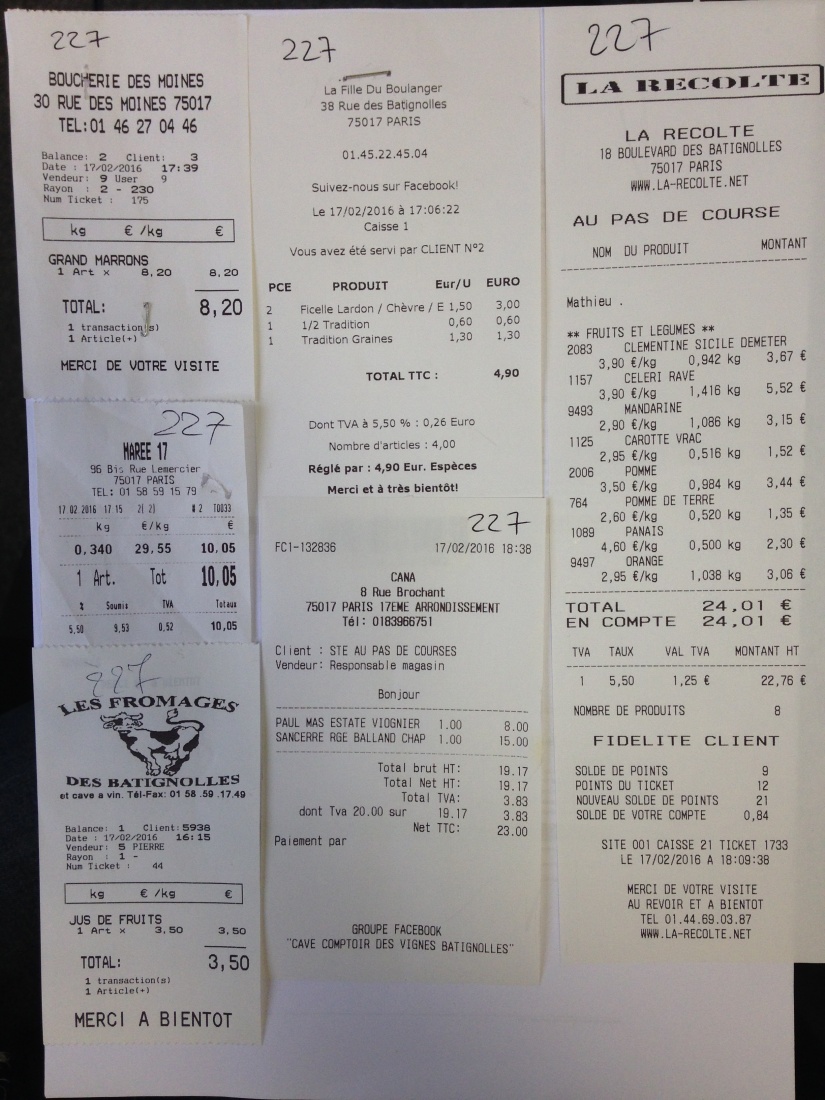 227
BOUCHERIE DES MOINES
30 RUE DES MOINES 75017
TEL:01 46 27 04 46
Balance: 2 Client: 3
Date : 17/02/2016 17:39
Vendeur: 9 User 9
Rayon : 2 - 230
Num Ticket : 175
kg €/kg €
GRAND MARRONS
1 Art x 8,20 8,20
TOTAL: 8,20
1 transaction(s)
1 Article(+)
MERCI DE VOTRE VISITE
227
MAREE 17
96 Bis Rue Lemercier
75017 PARIS
TEL: 01 58 59 15 79
17 02 2016 17 15 2( 2) #2 T0033
kg €/kg €
0,340 29,55 10,05
1 Art. Tot 10,05
% Soumis TVA Totaux
5,50 9,53 0,52 10,05
227
LES FROMAGES
DES BATIGNOLLES
et cave a vin. Tél-Fax: 01 58 .59 .17.49
Balance: 1 Client:5938
Date : 17/02/2016 16:15
Vendeur: 5 PIERRE
Rayon : 1 -
Num Ticket : 44
kg €/kg €
JUS DE FRUITS
1 Art x 3,50 3,50
TOTAL: 3,50
1 transaction(s)
1 Article(+)
MERCI A BIENTOT
227
La Fille Du Boulanger
38 Rue des Batignolles
75017 PARIS
01.45.22.45.04
Suivez-nous sur Facebook!
Le 17/02/2016 à 17:06:22
Caisse 1
Vous avez été servi par CLIENT N°2
PCE PRODUIT Eur/U EURO
2 Ficelle Lardon / Chèvre / E 1,50 3,00
1 1/2 Tradition 0,60 0,60
1 Tradition Graines 1,30 1,30
TOTAL TTC : 4,90
Dont TVA à 5,50 % : 0,26 Euro
Nombre d'articles : 4,00
Réglé par : 4,90 Eur. Espèces
Merci et à très bientôt!
227
FC1-132836 17/02/2016 18:38
CANA
8 Rue Brochant
75017 PARIS 17EME ARRONDISSEMENT
Tél: 0183966751
Client : STE AU PAS DE COURSES
Vendeur: Responsable magasin
Bonjour
PAUL MAS ESTATE VIOGNIER 1.00 8.00
SANCERRE RGE BALLAND CHAP 1.00 15.00
Total brut HT: 19.17
Total Net HT: 19.17
Total TVA: 3.83
dont Tva 20.00 sur 19.17 3.83
Net TTC: 23.00
Paiement par
GROUPE FACEBOOK
"CAVE COMPTOIR DES VIGNES BATIGNOLLES"
227
LA RECOLTE
LA RECOLTE
18 BOULEVARD DES BATIGNOLLES
75017 PARIS
WWW.LA-RECOLTE.NET
AU PAS DE COURSE
NOM DU PRODUIT MONTANT
Mathieu .
** FRUITS ET LEGUMES **
2083 CLEMENTINE SICILE DEMETER
3,90 €/kg 0,942 kg 3,67 €
1157 CELERI RAVE
3,90 €/kg 1,416 kg 5,52 €
9493 MANDARINE
2,90 €/kg 1,086 kg 3,15 €
1125 CAROTTE VRAC
2,95 €/kg 0,516 kg 1,52 €
2006 POMME
3,50 €/kg 0,984 kg 3,44 €
764 POMME DE TERRE
2,60 €/kg 0,520 kg 1,35 €
1089 PANAIS
4,60 €/kg 0,500 kg 2,30 €
9497 ORANGE
2,95 €/kg 1,038 kg 3,06 €
TOTAL 24,01 €
EN COMPTE 24,01 €
TVA TAUX VAL TVA MONTANT HT
1 5,50 1,25 € 22,76 €
NOMBRE DE PRODUITS 8
FIDELITE CLIENT
SOLDE DE POINTS 9
POINTS DU TICKET 12
NOUVEAU SOLDE DE POINTS 21
SOLDE DE VOTRE COMPTE 0,84
SITE 001 CAISSE 21 TICKET 1733
LE 17/02/2016 A 18:09:38
MERCI DE VOTRE VISITE
AU REVOIR ET A BIENTOT
TEL 01.44.69.03.87
WWW.LA-RECOLTE.NET